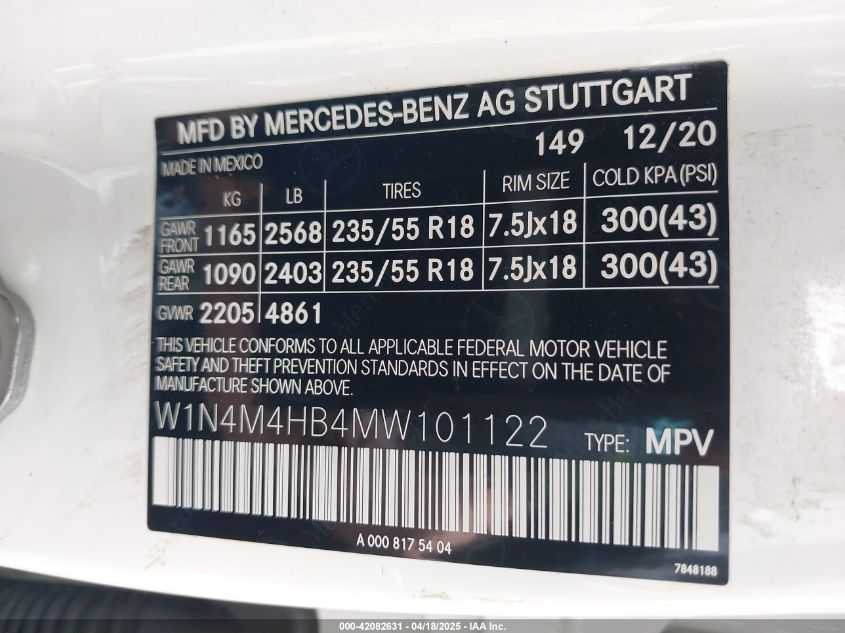 MFD BY MERCEDES-BENZ AG STUTTGART
149 12/20
MADE IN MEXICO
KG LB TIRES RIM SIZE COLD KPA (PSI)
GAWR FRONT 1165 2568 235/55 R18 7.5Jx18 300(43)
GAWR REAR 1090 2403 235/55 R18 7.5Jx18 300(43)
GVWR 2205 4861
THIS VEHICLE CONFORMS TO ALL APPLICABLE FEDERAL MOTOR VEHICLE
SAFETY AND THEFT PREVENTION STANDARDS IN EFFECT ON THE DATE OF
MANUFACTURE SHOWN ABOVE.
W1N4M4HB4MW101122 TYPE: MPV
A 000 817 54 04
7848188
000-42082631 - 04/18/2025 - IAA Inc.